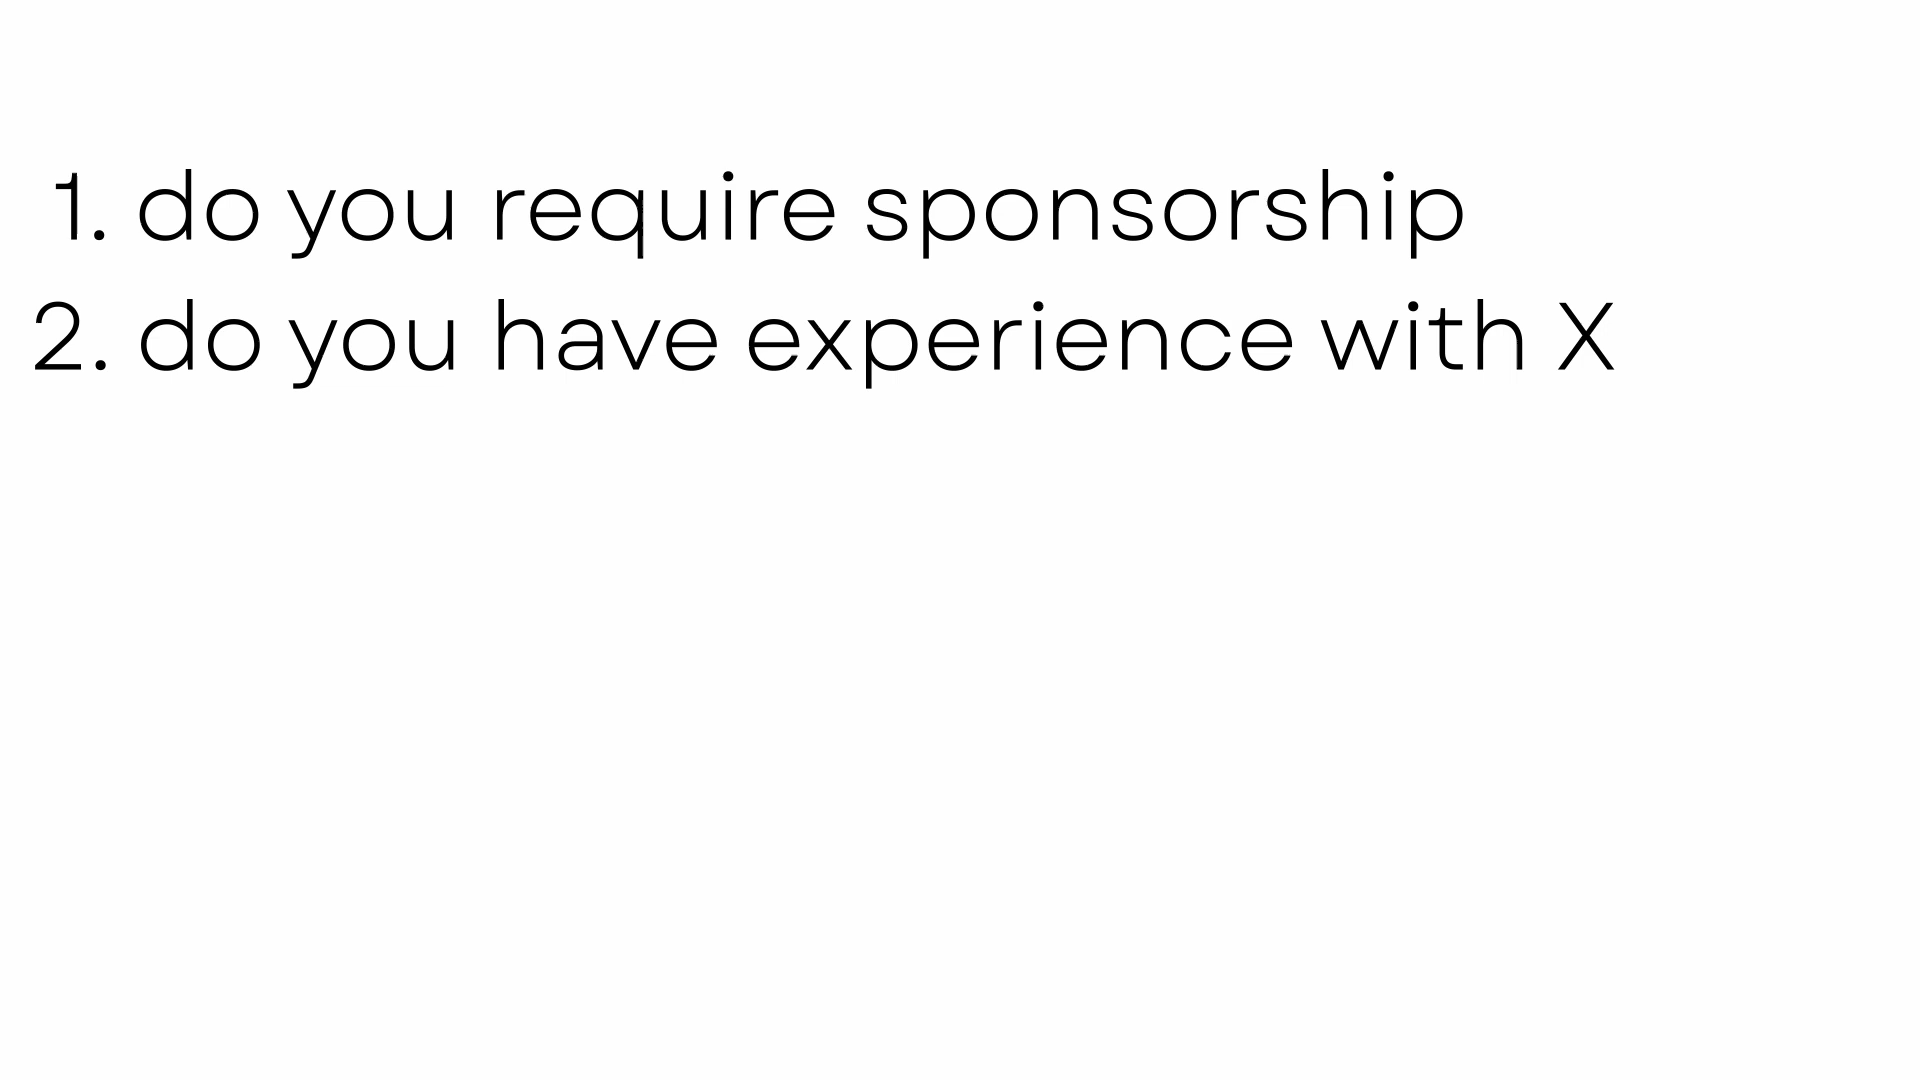 1. do you require sponsorship
2. do you have experience with X